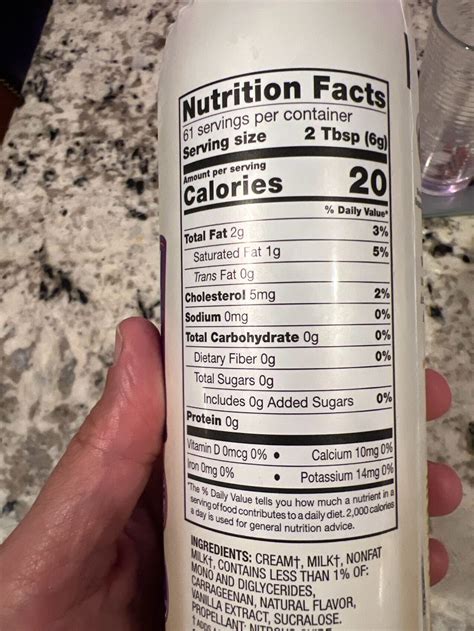 Nutrition Facts
61 servings per container
Serving size 2 Tbsp (6g)
Amount per serving
Calories 20
% Daily Value*
Total Fat 2g 3%
Saturated Fat 1g 5%
Trans Fat 0g
Cholesterol 5mg 2%
Sodium 0mg 0%
Total Carbohydrate 0g 0%
Dietary Fiber 0g 0%
Total Sugars 0g
Includes 0g Added Sugars 0%
Protein 0g
Vitamin D 0mcg 0% • Calcium 10mg 0%
Iron 0mg 0% • Potassium 14mg 0%
*The % Daily Value tells you how much a nutrient in a
serving of food contributes to a daily diet. 2,000 calories
a day is used for general nutrition advice.
INGREDIENTS: CREAM†, MILK†, NONFAT
MILK†, CONTAINS LESS THAN 1% OF:
MONO AND DIGLYCERIDES,
CARRAGEENAN, NATURAL FLAVOR,
VANILLA EXTRACT, SUCRALOSE.
PROPELLANT: NITROUS